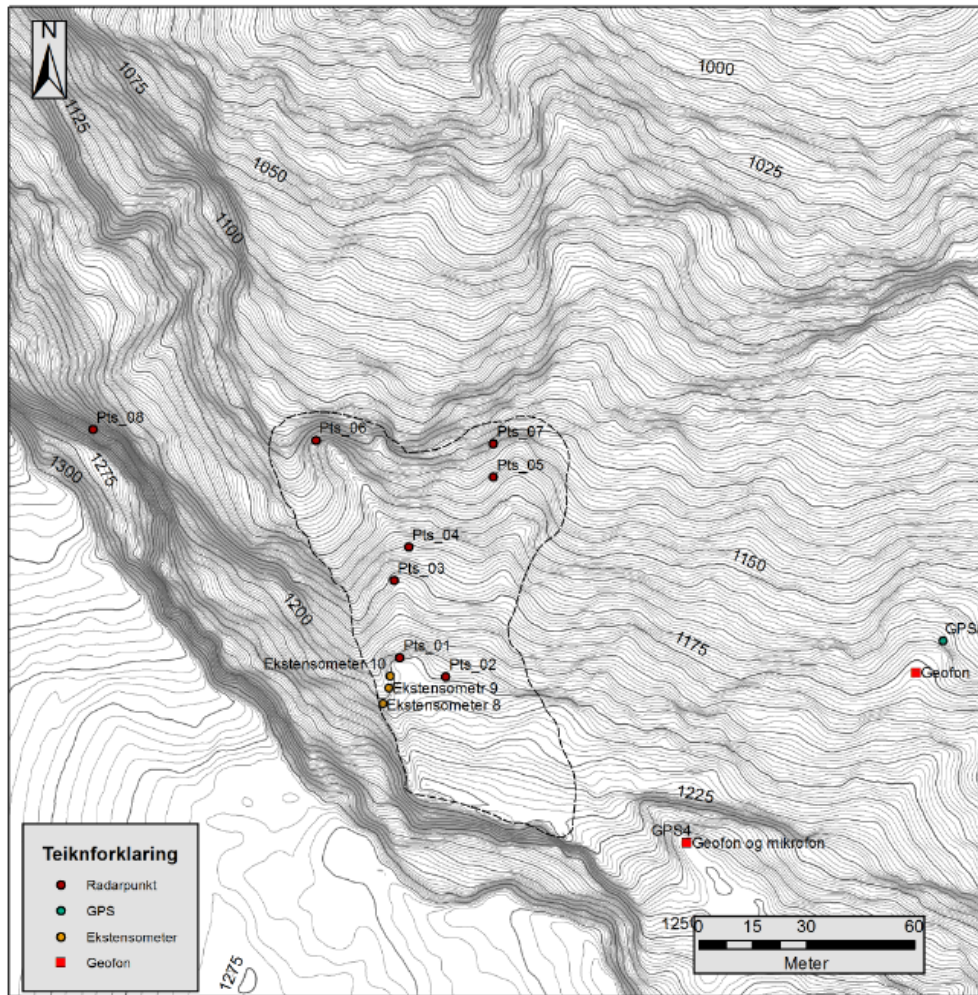 N
1000
1075
1125
1050
1025
1100
Pts_08
Pts_06
Pts_07
1300
1275
Pts_05
Pts_04
1150
Pts_03
1200
GPS
1175
Pts_01
Ekstensometer 10
Pts_02
Geofon
Ekstensometr 9
Ekstensometer 8
1225
GPS4
Geofon og mikrofon
Teiknforklaring
Radarpunkt
GPS
Ekstensometer
Geofon
1250
0 15 30 60
Meter
1275